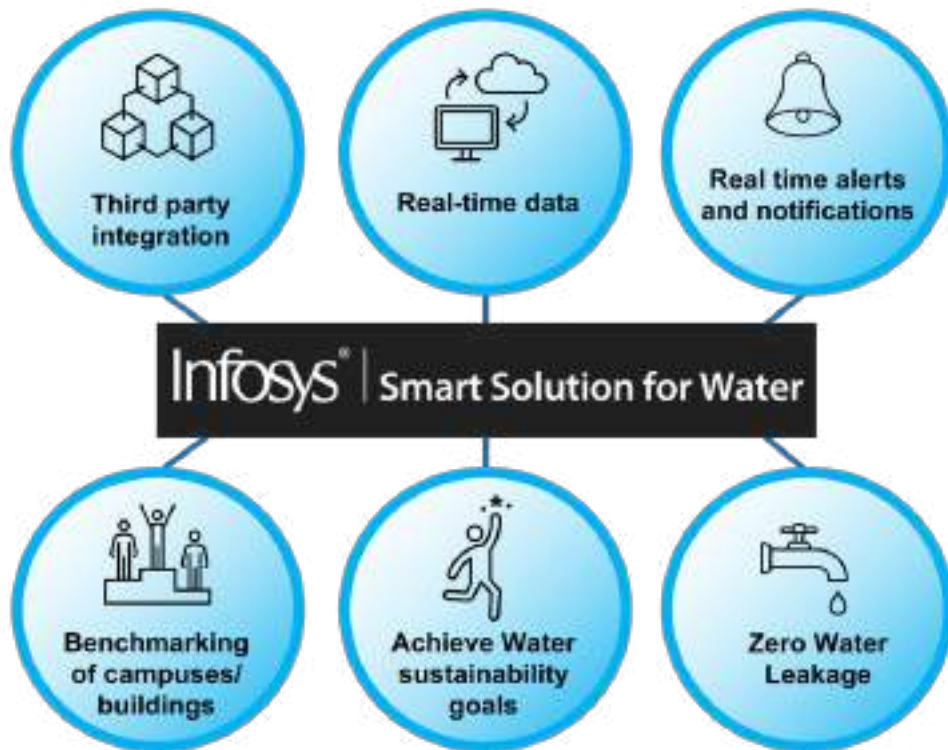 Third party
integration
Real-time data
Real time alerts
and notifications
Infosys® | Smart Solution for Water
Benchmarking
of campuses/
buildings
Achieve Water
sustainability
goals
Zero Water
Leakage